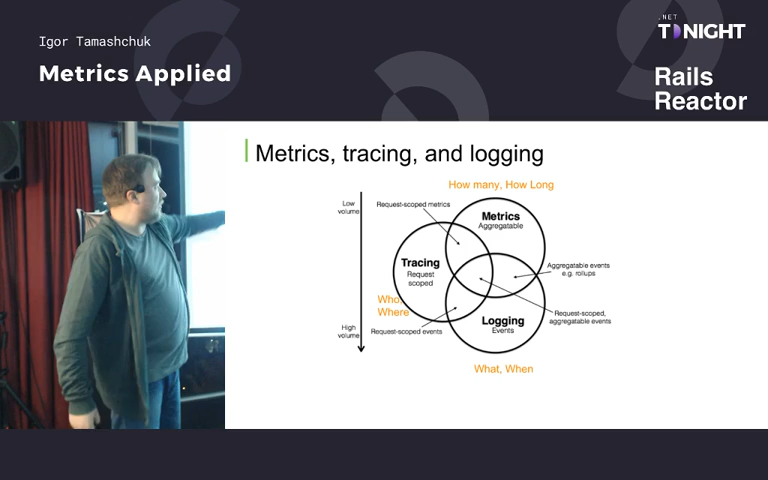 Igor Tamashchuk
Metrics Applied
.NET
TONIGHT
Rails
Reactor
Metrics, tracing, and logging
How many, How Long
Low
volume
Request-scoped metrics
Metrics
Aggregatable
Tracing
Request
scoped
Aggregatable events
e.g. rollups
Who,
Where
Request-scoped,
aggregatable events
High
volume
Request-scoped events
Logging
Events
What, When